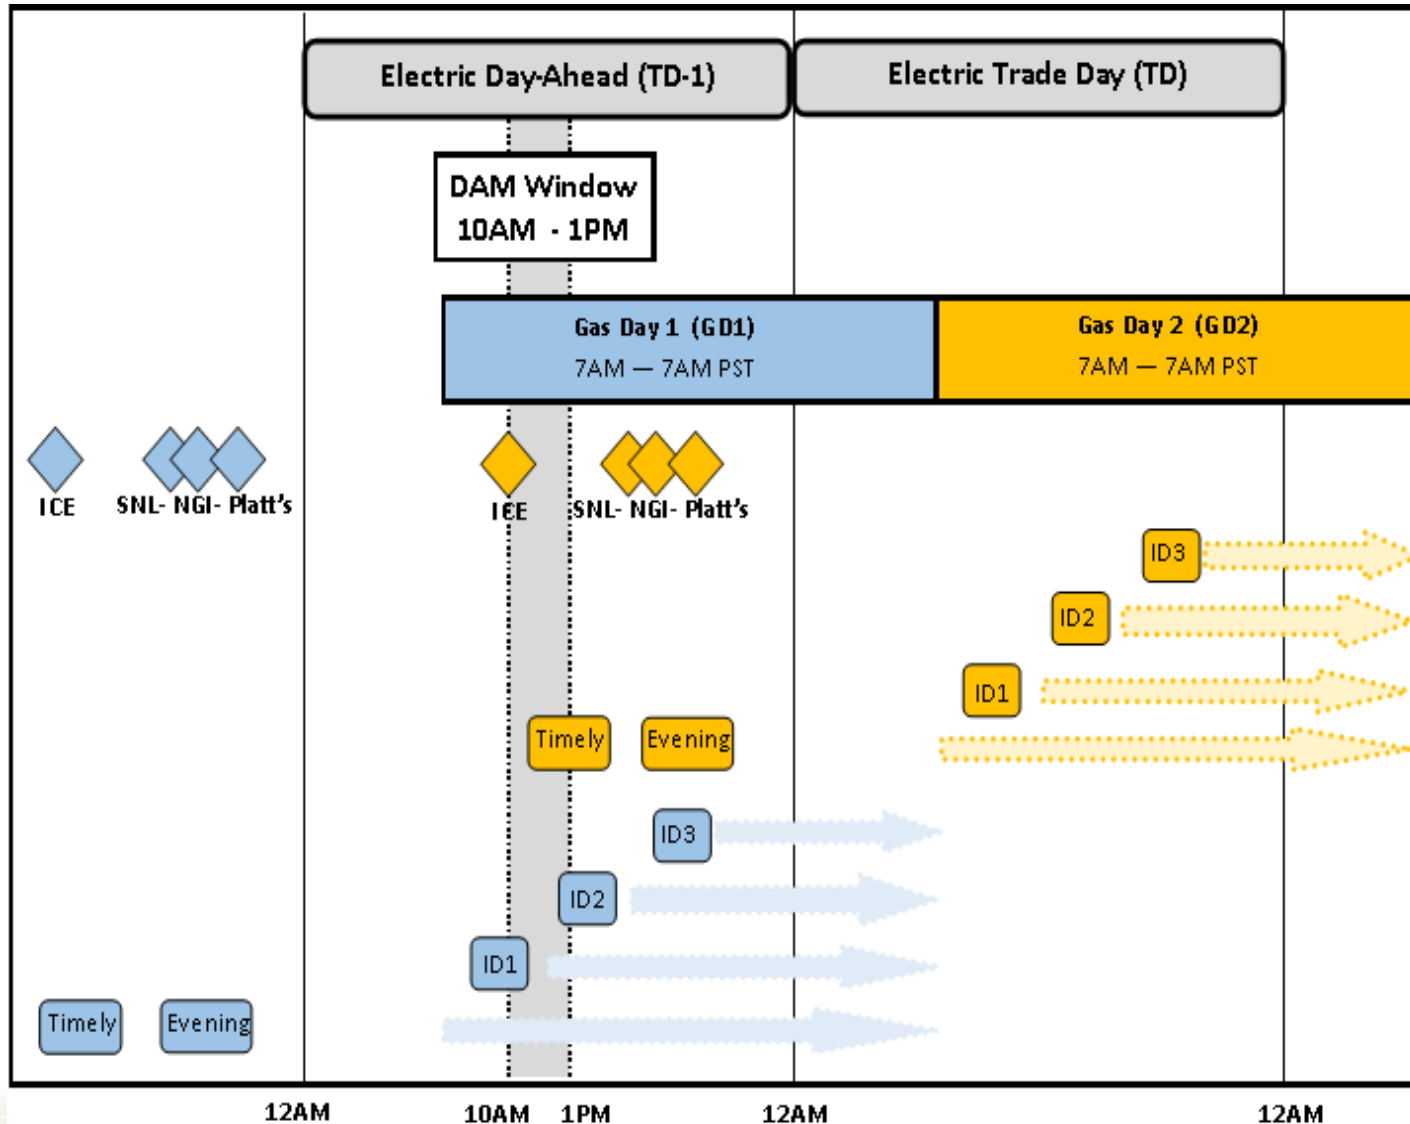 Electric Day-Ahead (TD-1)
Electric Trade Day (TD)
DAM Window
10AM - 1PM
Gas Day 1 (GD1)
7AM — 7AM PST
Gas Day 2 (GD2)
7AM — 7AM PST
ICE
SNL- NGI- Platt's
ICE
SNL- NGI- Platt's
ID3
ID2
ID1
Timely
Evening
ID3
ID2
ID1
Timely
Evening
12AM
10AM
1PM
12AM
12AM